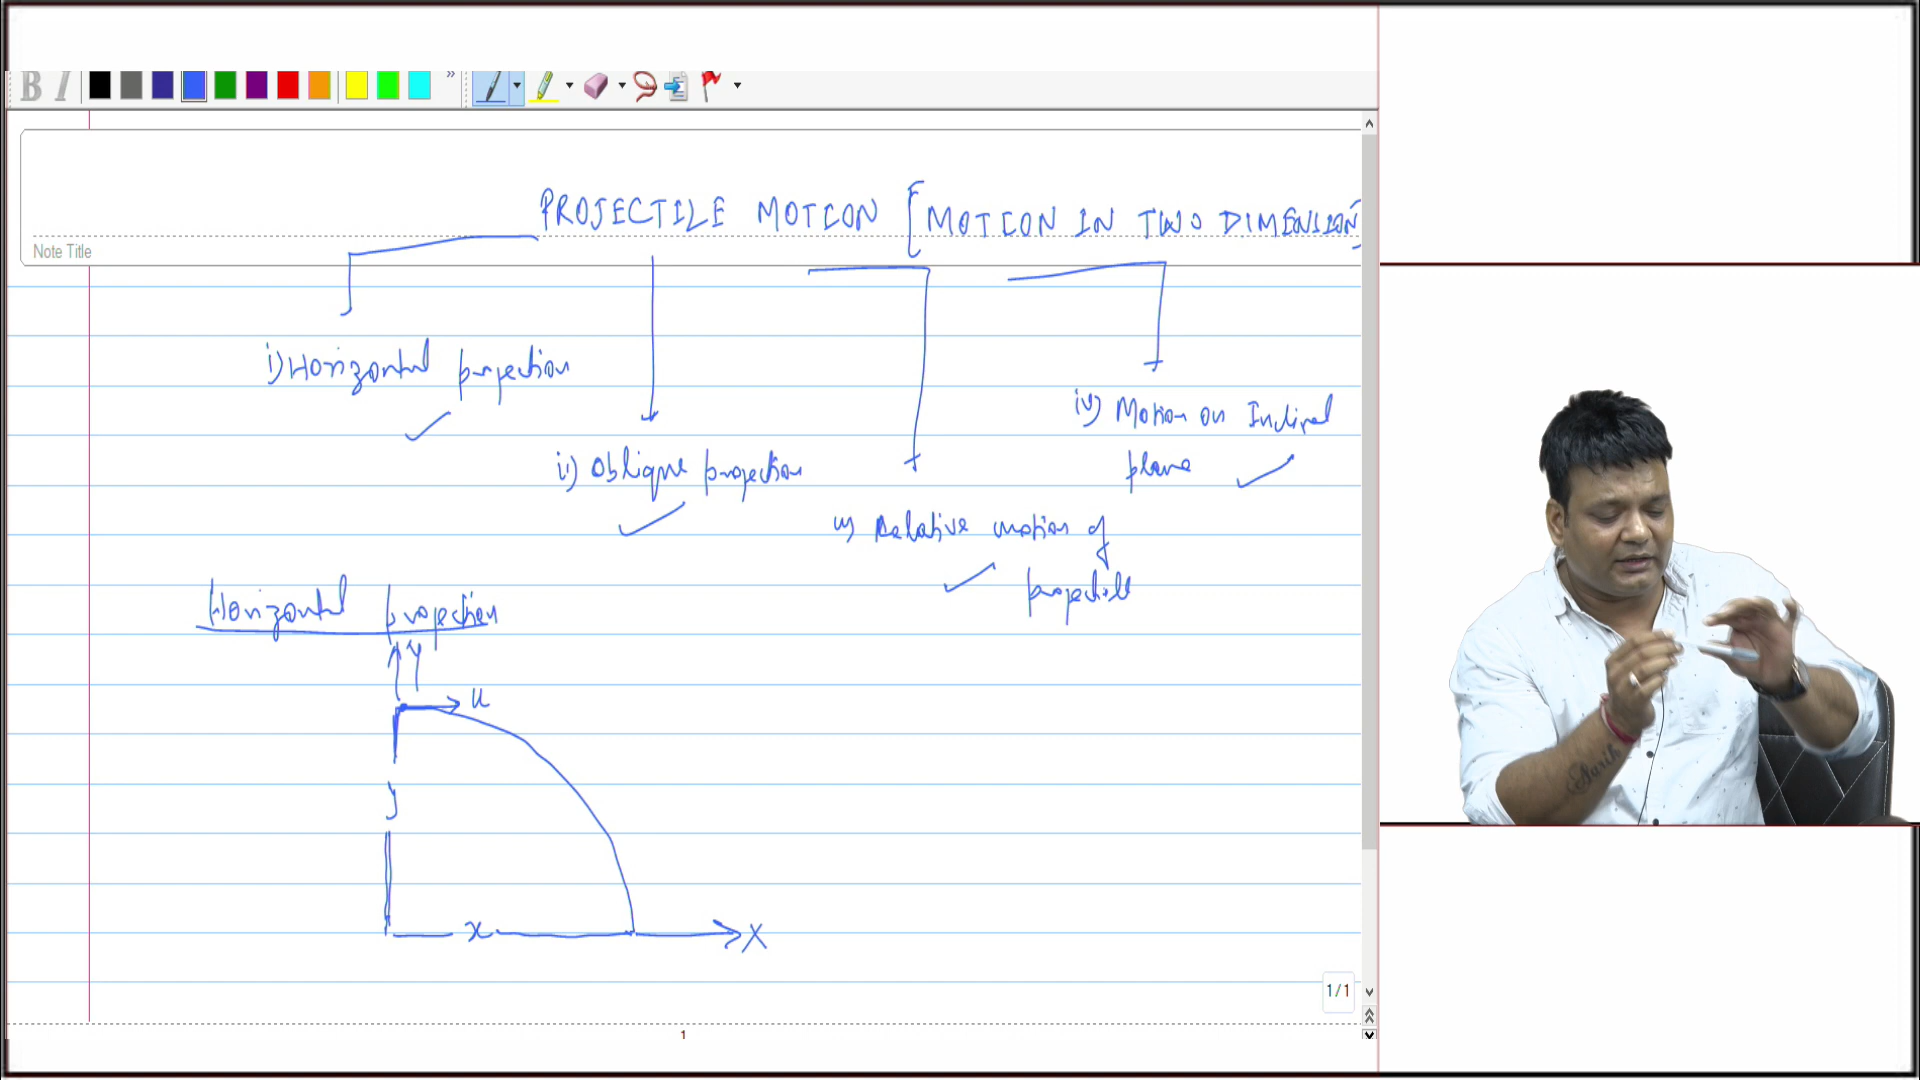 B I
»
PROJECTILE MOTION [MOTION IN TWO DIMENSION]
Note Title
i) Horizontal projection
ii) Oblique projection
iv) Motion on Inclined
plane
Relative motion of
projectile
Horizontal projection
Y
u
y
x X
1/1
1